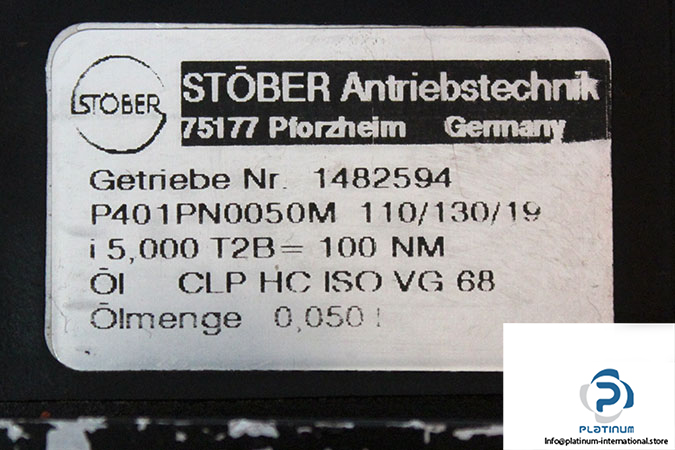 STÖBER
STÖBER Antriebstechnik
75177 Pforzheim Germany
Getriebe Nr. 1482594
P401PN0050M 110/130/19
i 5,000 T2B= 100 NM
Öl CLP HC ISO VG 68
Ölmenge 0,050 l
PLATINUM
Info@platinum-international.store